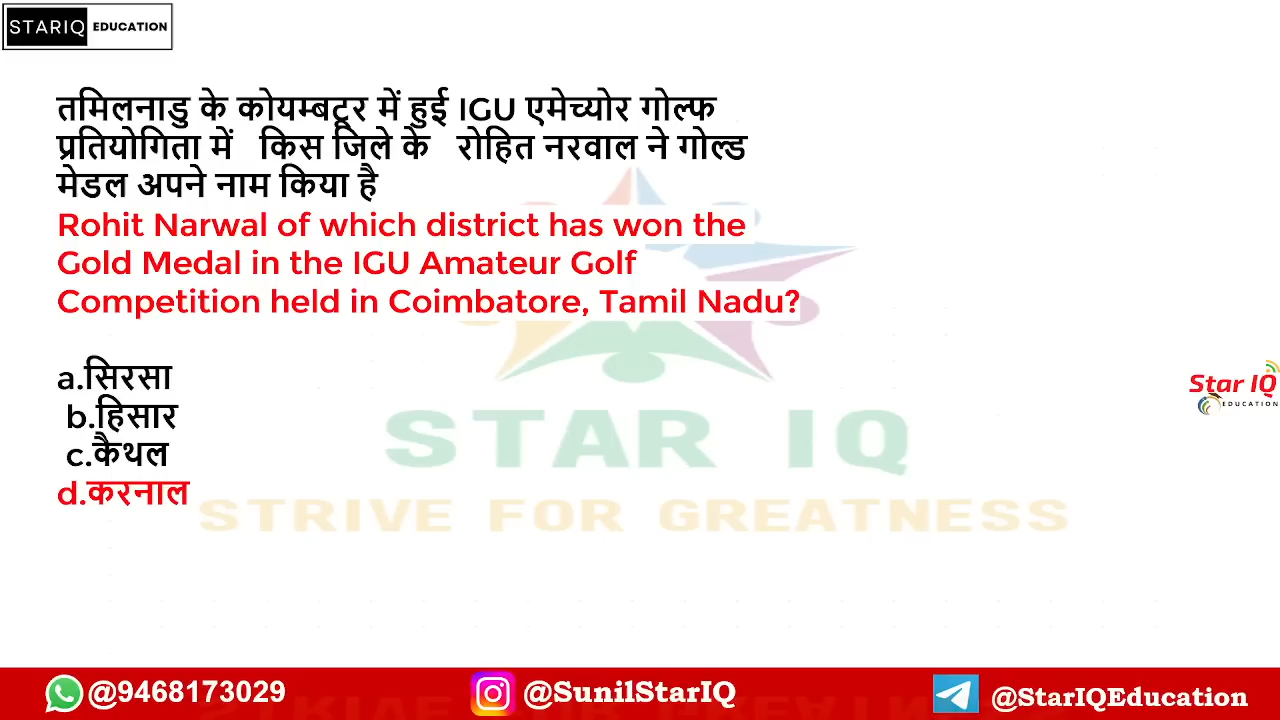 STARIQ EDUCATION
तमिलनाडु के कोयम्बटूर में हुई IGU एमेच्योर गोल्फ
प्रतियोगिता में किस जिले के रोहित नरवाल ने गोल्ड
मेडल अपने नाम किया है
Rohit Narwal of which district has won the
Gold Medal in the IGU Amateur Golf
Competition held in Coimbatore, Tamil Nadu?
a.सिरसा
b.हिसार
c.कैथल
d.करनाल
Star IQ
EDUCATION
STAR IQ
STRIVE FOR GREATNESS
@9468173029 @SunilStarIQ @StarIQEducation